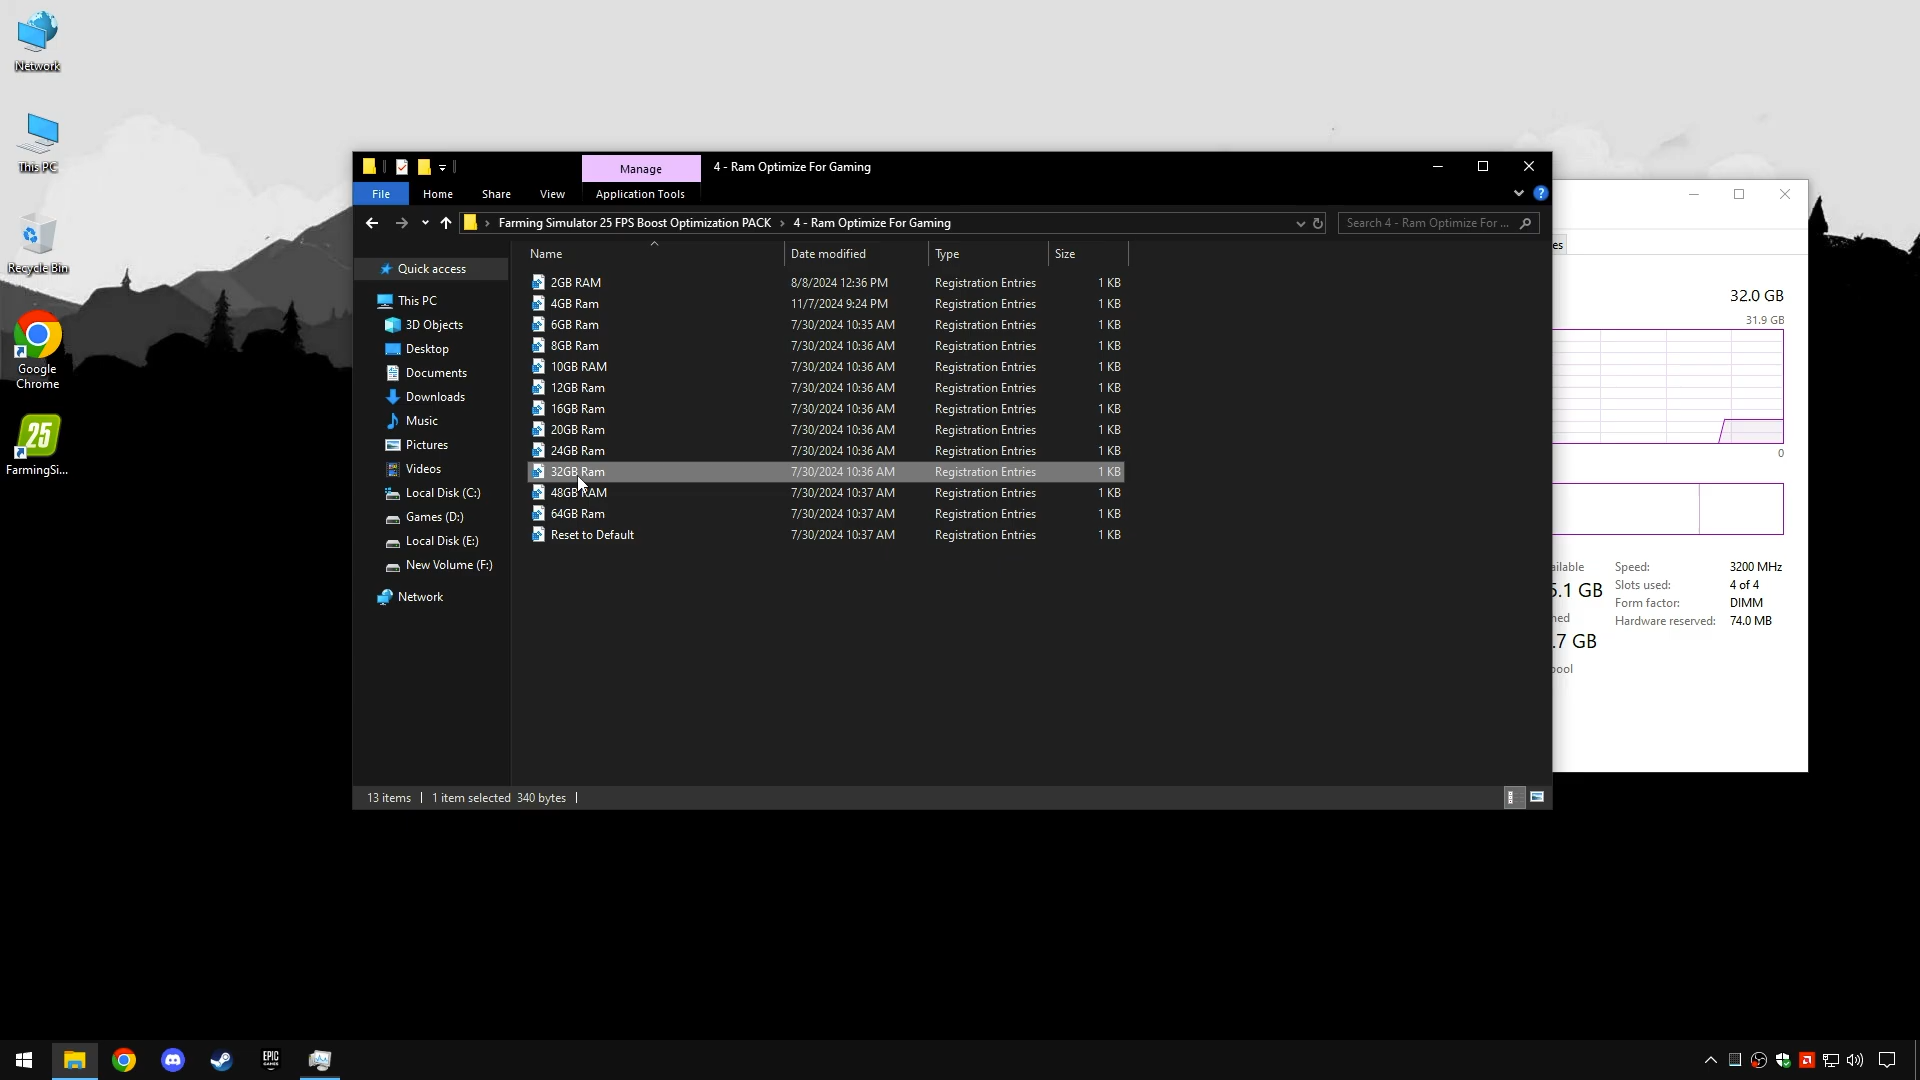 Network
This PC
Recycle Bin
Google
Chrome
25
FarmingSi...
Manage
4 - Ram Optimize For Gaming
File
Home
Share
View
Application Tools
?
Farming Simulator 25 FPS Boost Optimization PACK
4 - Ram Optimize For Gaming
Search 4 - Ram Optimize For ...
Quick access
This PC
3D Objects
Desktop
Documents
Downloads
Music
Pictures
Videos
Local Disk (C:)
Games (D:)
Local Disk (E:)
New Volume (F:)
Network
Name Date modified Type Size
2GB RAM 8/8/2024 12:36 PM Registration Entries 1 KB
4GB Ram 11/7/2024 9:24 PM Registration Entries 1 KB
6GB Ram 7/30/2024 10:35 AM Registration Entries 1 KB
8GB Ram 7/30/2024 10:36 AM Registration Entries 1 KB
10GB RAM 7/30/2024 10:36 AM Registration Entries 1 KB
12GB Ram 7/30/2024 10:36 AM Registration Entries 1 KB
16GB Ram 7/30/2024 10:36 AM Registration Entries 1 KB
20GB Ram 7/30/2024 10:36 AM Registration Entries 1 KB
24GB Ram 7/30/2024 10:36 AM Registration Entries 1 KB
32GB Ram 7/30/2024 10:36 AM Registration Entries 1 KB
48GB RAM 7/30/2024 10:37 AM Registration Entries 1 KB
64GB Ram 7/30/2024 10:37 AM Registration Entries 1 KB
Reset to Default 7/30/2024 10:37 AM Registration Entries 1 KB
13 items
1 item selected 340 bytes
es
32.0 GB
31.9 GB
0
ailable
5.1 GB
ned
.7 GB
pool
Speed: 3200 MHz
Slots used: 4 of 4
Form factor: DIMM
Hardware reserved: 74.0 MB
EPIC
GAMES